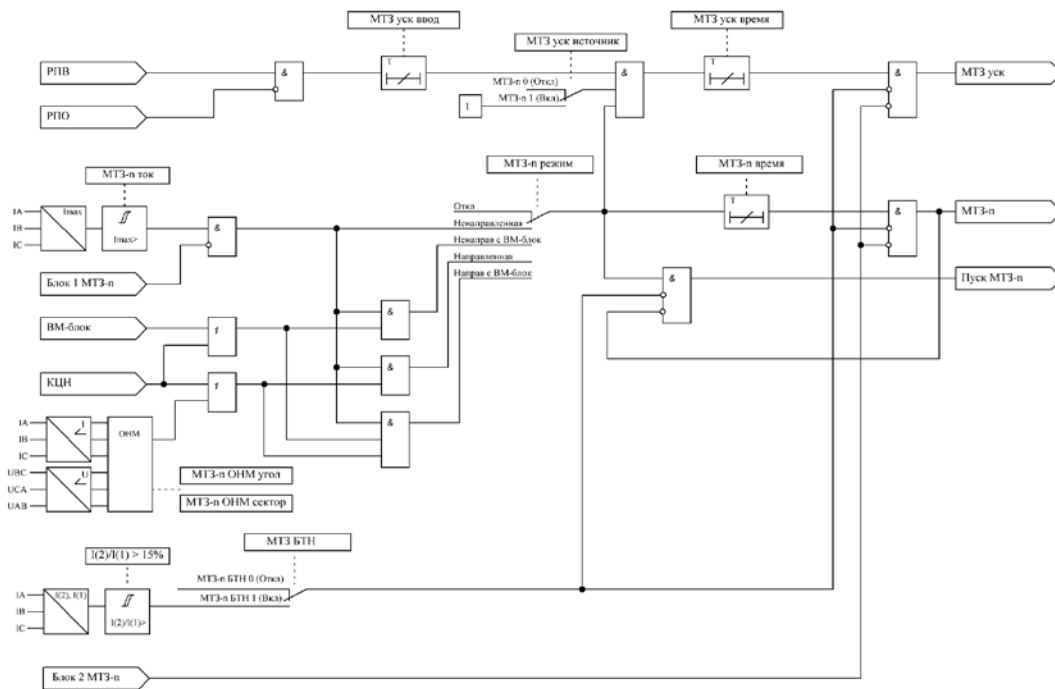 МТЗ уск ввод
МТЗ уск время
МТЗ уск источник
РПВ
&
T
МТЗ-n 0 (Откл)
МТЗ-n 1 (Вкл)
1
&
T
&
МТЗ уск
РПО
МТЗ-n ток
МТЗ-n режим
МТЗ-n время
IA
IB
IC
Imax
Imax>
&
Откл
Ненаправленная
Ненаправ с ВМ-блок
Направленная
Направ с ВМ-блок
T
&
МТЗ-n
Блок 1 МТЗ-n
&
Пуск МТЗ-n
ВМ-блок
1
&
КЦН
1
&
&
IA
IB
IC
I
ОНМ
UBC
UCA
UAB
U
МТЗ-n ОНМ угол
МТЗ-n ОНМ сектор
I(2)/I(1) > 15%
МТЗ БТН
IA
IB
IC
I(2), I(1)
I(2)/I(1)>
МТЗ-n БТН 0 (Откл)
МТЗ-n БТН 1 (Вкл)
Блок 2 МТЗ-n